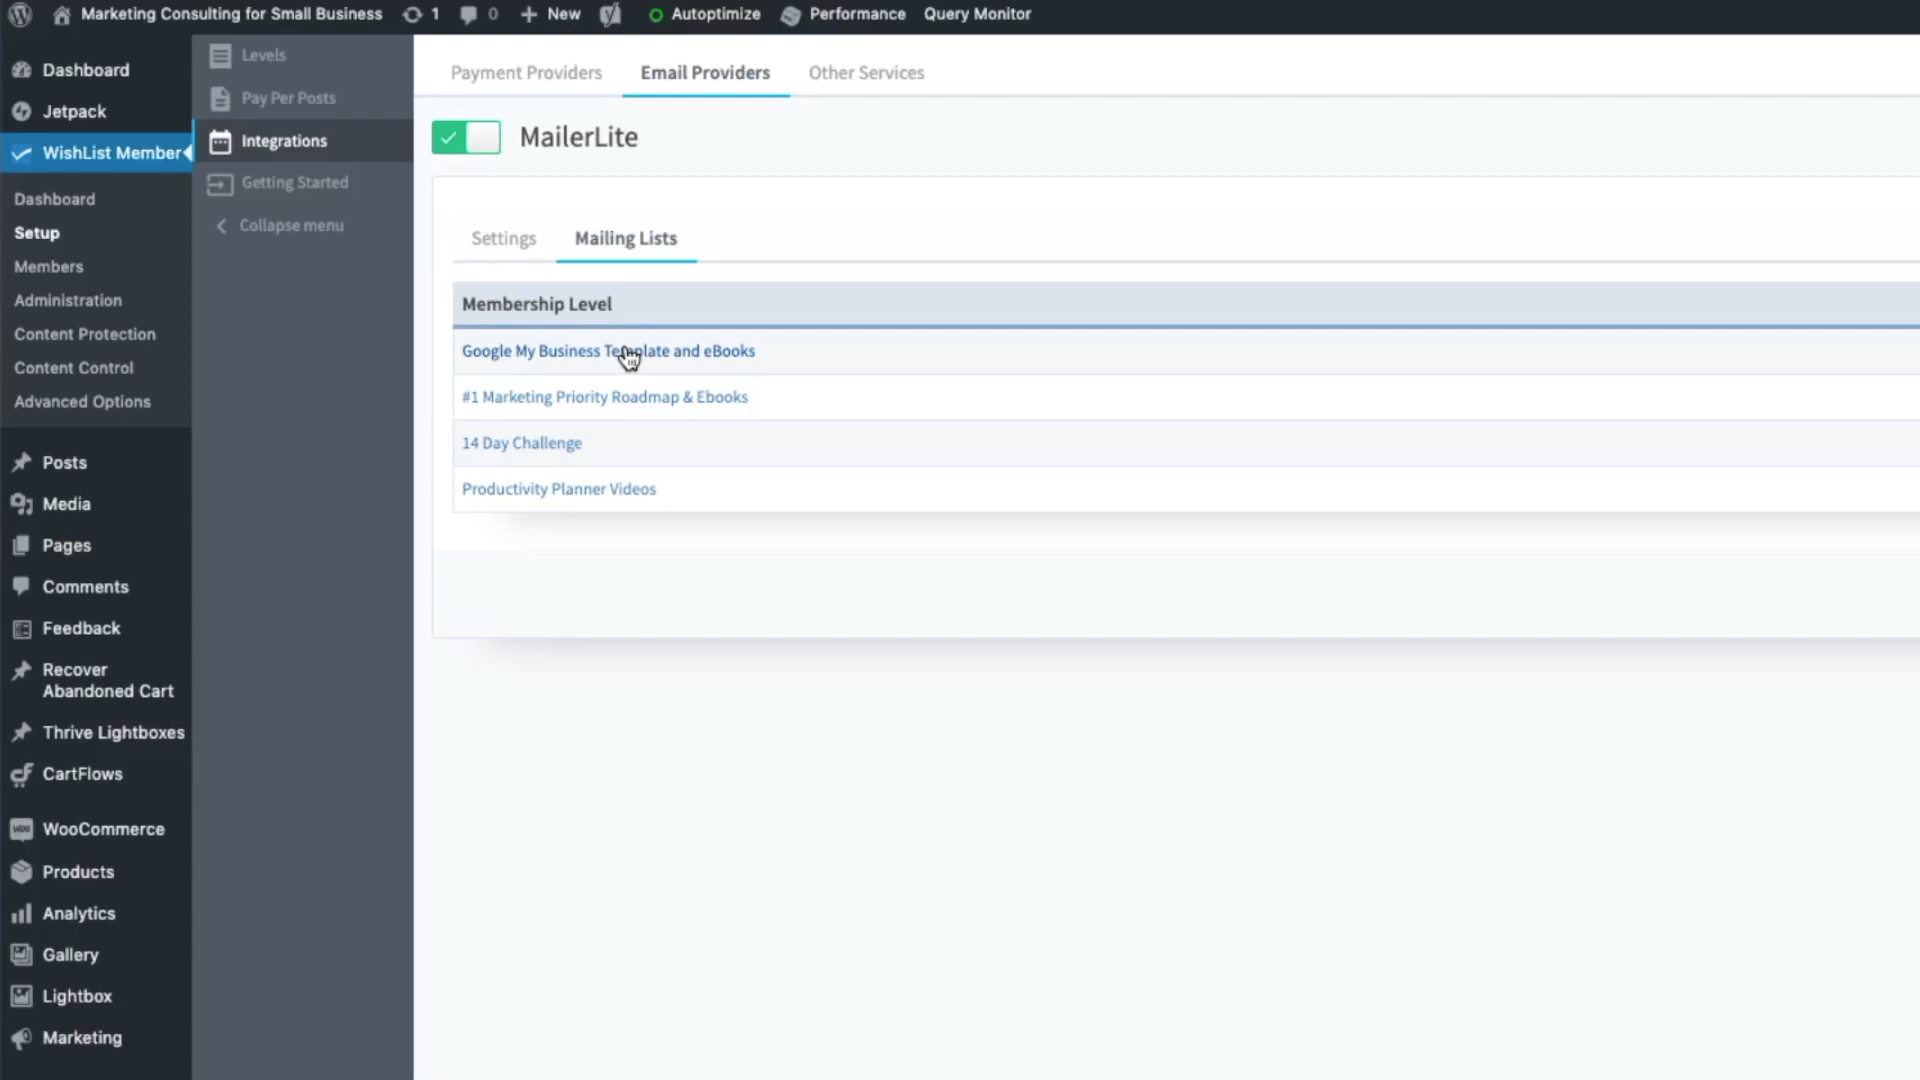 Marketing Consulting for Small Business 1 0 New Autoptimize Performance Query Monitor
Dashboard
Jetpack
WishList Member
Dashboard
Setup
Members
Administration
Content Protection
Content Control
Advanced Options
Posts
Media
Pages
Comments
Feedback
Recover
Abandoned Cart
Thrive Lightboxes
CartFlows
WooCommerce
Products
Analytics
Gallery
Lightbox
Marketing
Levels
Pay Per Posts
Integrations
Getting Started
Collapse menu
Payment Providers Email Providers Other Services
MailerLite
Settings Mailing Lists
Membership Level
Google My Business Template and eBooks
#1 Marketing Priority Roadmap & Ebooks
14 Day Challenge
Productivity Planner Videos